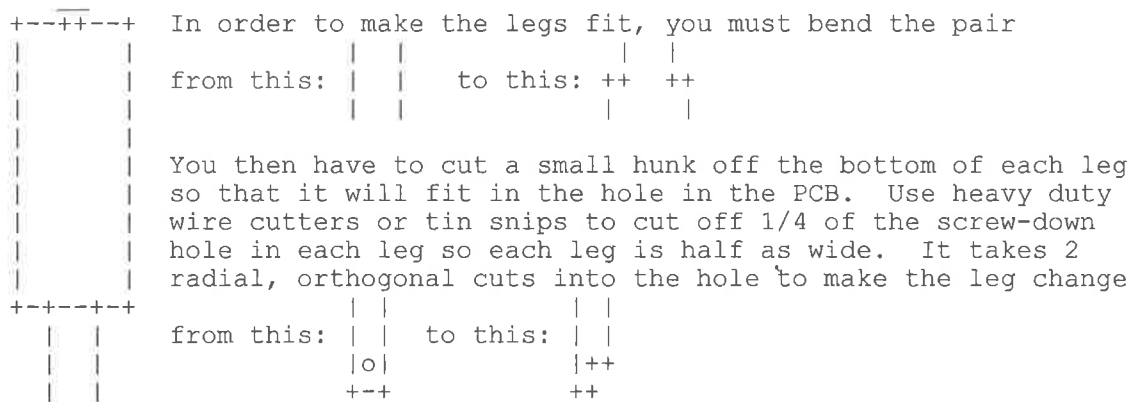 In order to make the legs fit, you must bend the pair
from this: to this:
You then have to cut a small hunk off the bottom of each leg
so that it will fit in the hole in the PCB.  Use heavy duty
wire cutters or tin snips to cut off 1/4 of the screw-down
hole in each leg so each leg is half as wide.  It takes 2
radial, orthogonal cuts into the hole to make the leg change
from this: to this: